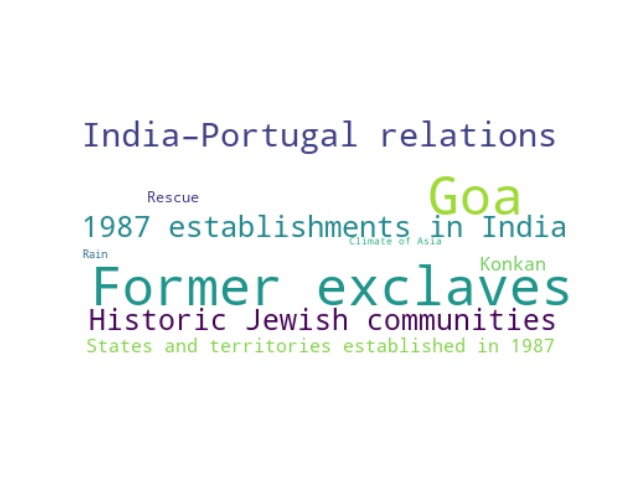 India–Portugal relations
Rescue
Goa
1987 establishments in India
Climate of Asia
Rain
Konkan
Former exclaves
Historic Jewish communities
States and territories established in 1987